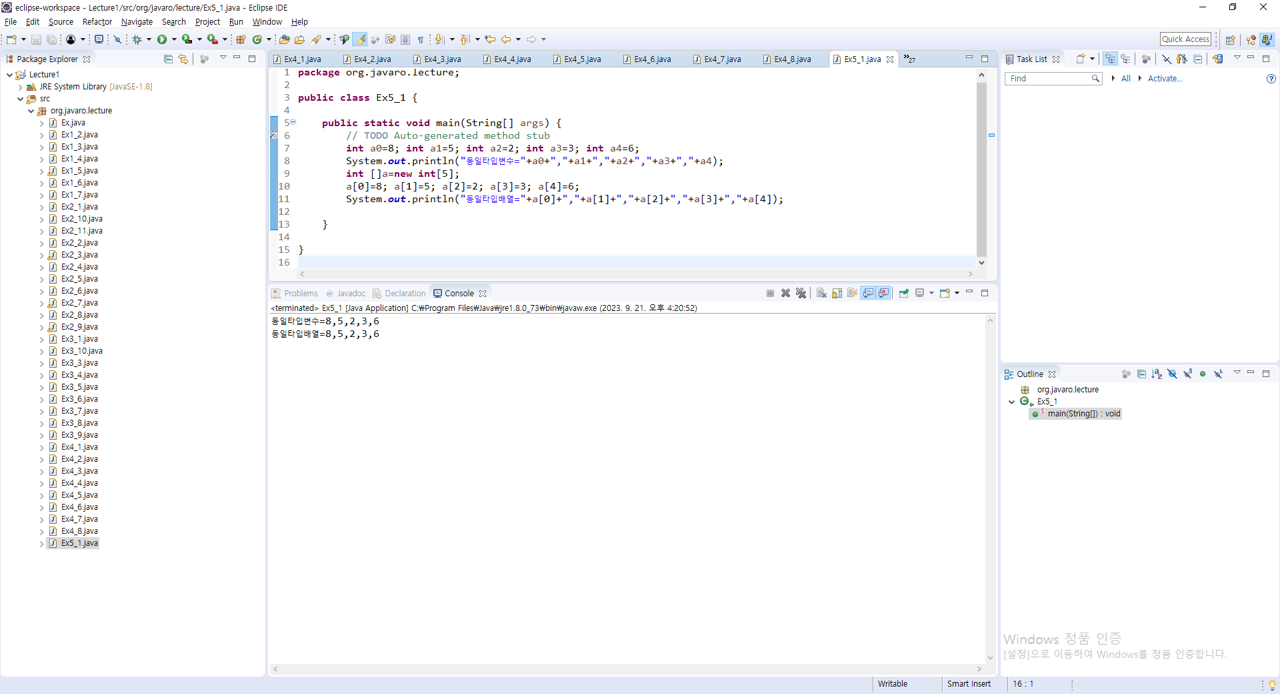 eclipse-workspace - Lecture1/src/org/javaro/lecture/Ex5_1.java - Eclipse IDE
File Edit Source Refactor Navigate Search Project Run Window Help
Quick Access
Package Explorer
Lecture1
JRE System Library [JavaSE-1.8]
src
org.javaro.lecture
Ex.java
Ex1_2.java
Ex1_3.java
Ex1_4.java
Ex1_5.java
Ex1_6.java
Ex1_7.java
Ex2_1.java
Ex2_10.java
Ex2_11.java
Ex2_2.java
Ex2_3.java
Ex2_4.java
Ex2_5.java
Ex2_6.java
Ex2_7.java
Ex2_8.java
Ex2_9.java
Ex3_1.java
Ex3_10.java
Ex3_3.java
Ex3_4.java
Ex3_5.java
Ex3_6.java
Ex3_7.java
Ex3_8.java
Ex3_9.java
Ex4_1.java
Ex4_2.java
Ex4_3.java
Ex4_4.java
Ex4_5.java
Ex4_6.java
Ex4_7.java
Ex4_8.java
Ex5_1.java
Ex4_1.java Ex4_2.java Ex4_3.java Ex4_4.java Ex4_5.java Ex4_6.java Ex4_7.java Ex4_8.java Ex5_1.java »27
1 package org.javaro.lecture;
2
3 public class Ex5_1 {
4
5 public static void main(String[] args) {
6 // TODO Auto-generated method stub
7 int a0=8; int a1=5; int a2=2; int a3=3; int a4=6;
8 System.out.println("동일타입변수="+a0+","+a1+","+a2+","+a3+","+a4);
9 int []a=new int[5];
10 a[0]=8; a[1]=5; a[2]=2; a[3]=3; a[4]=6;
11 System.out.println("동일타입배열="+a[0]+","+a[1]+","+a[2]+","+a[3]+","+a[4]);
12
13 }
14
15 }
16
Problems Javadoc Declaration Console
<terminated> Ex5_1 [Java Application] C:₩Program Files₩Java₩jre1.8.0_73₩bin₩javaw.exe (2023. 9. 21. 오후 4:20:52)
동일타입변수=8,5,2,3,6
동일타입배열=8,5,2,3,6
Task List
Find All Activate...
Outline
org.javaro.lecture
Ex5_1
main(String[]) : void
Windows 정품 인증
[설정]으로 이동하여 Windows를 정품 인증합니다.
Writable Smart Insert 16 : 1